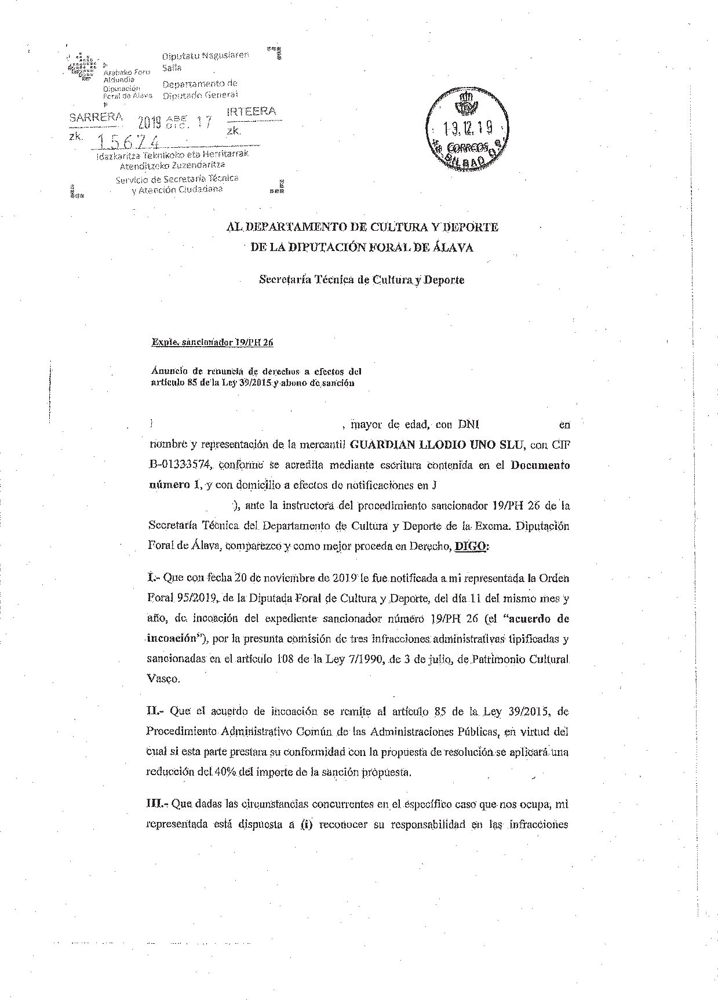 Arabako Foru
Aldundia
Diputación
Foral de Álava
Diputatu Nagusiaren
Saila
Departamento de
Diputado General
SARRERA
2019 ABE. DIC. 17
IRTEERA
zk. 15674
zk.
Idazkaritza Teknikoko eta Herritarrak
Atenditzeko Zuzendaritza
Servicio de Secretaría Técnica
y Atención Ciudadana
13.12.19
CORREOS
BILBAO
AL DEPARTAMENTO DE CULTURA Y DEPORTE
DE LA DIPUTACIÓN FORAL DE ÁLAVA
Secretaría Técnica de Cultura y Deporte
Expte. sancionador 19/PH 26
Anuncio de renuncia de derechos a efectos del
artículo 85 de la Ley 39/2015 y abono de sanción
, mayor de edad, con DNI en
nombre y representación de la mercantil GUARDIAN LLODIO UNO SLU, con CIF
B-01333574, conforme se acredita mediante escritura contenida en el Documento
número 1, y con domicilio a efectos de notificaciones en J
), ante la instructora del procedimiento sancionador 19/PH 26 de la
Secretaría Técnica del Departamento de Cultura y Deporte de la Excma. Diputación
Foral de Álava, comparezco y como mejor proceda en Derecho, DIGO:
I.- Que con fecha 20 de noviembre de 2019 le fue notificada a mi representada la Orden
Foral 95/2019, de la Diputada Foral de Cultura y Deporte, del día 11 del mismo mes y
año, de incoación del expediente sancionador número 19/PH 26 (el “acuerdo de
incoación”), por la presunta comisión de tres infracciones administrativas tipificadas y
sancionadas en el artículo 108 de la Ley 7/1990, de 3 de julio, de Patrimonio Cultural
Vasco.
II.- Que el acuerdo de incoación se remite al artículo 85 de la Ley 39/2015, de
Procedimiento Administrativo Común de las Administraciones Públicas, en virtud del
cual si esta parte prestara su conformidad con la propuesta de resolución se aplicará una
reducción del 40% del importe de la sanción propuesta.
III.- Que dadas las circunstancias concurrentes en el específico caso que nos ocupa, mi
representada está dispuesta a (i) reconocer su responsabilidad en las infracciones